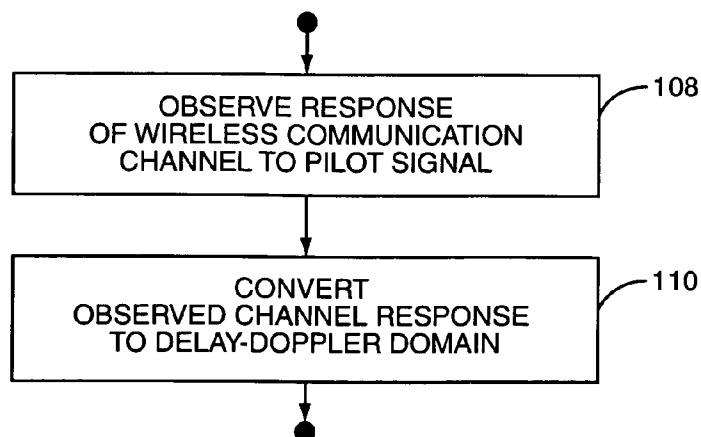 OBSERVE RESPONSE
OF WIRELESS COMMUNICATION
CHANNEL TO PILOT SIGNAL
108
CONVERT
OBSERVED CHANNEL RESPONSE
TO DELAY-DOPPLER DOMAIN
110